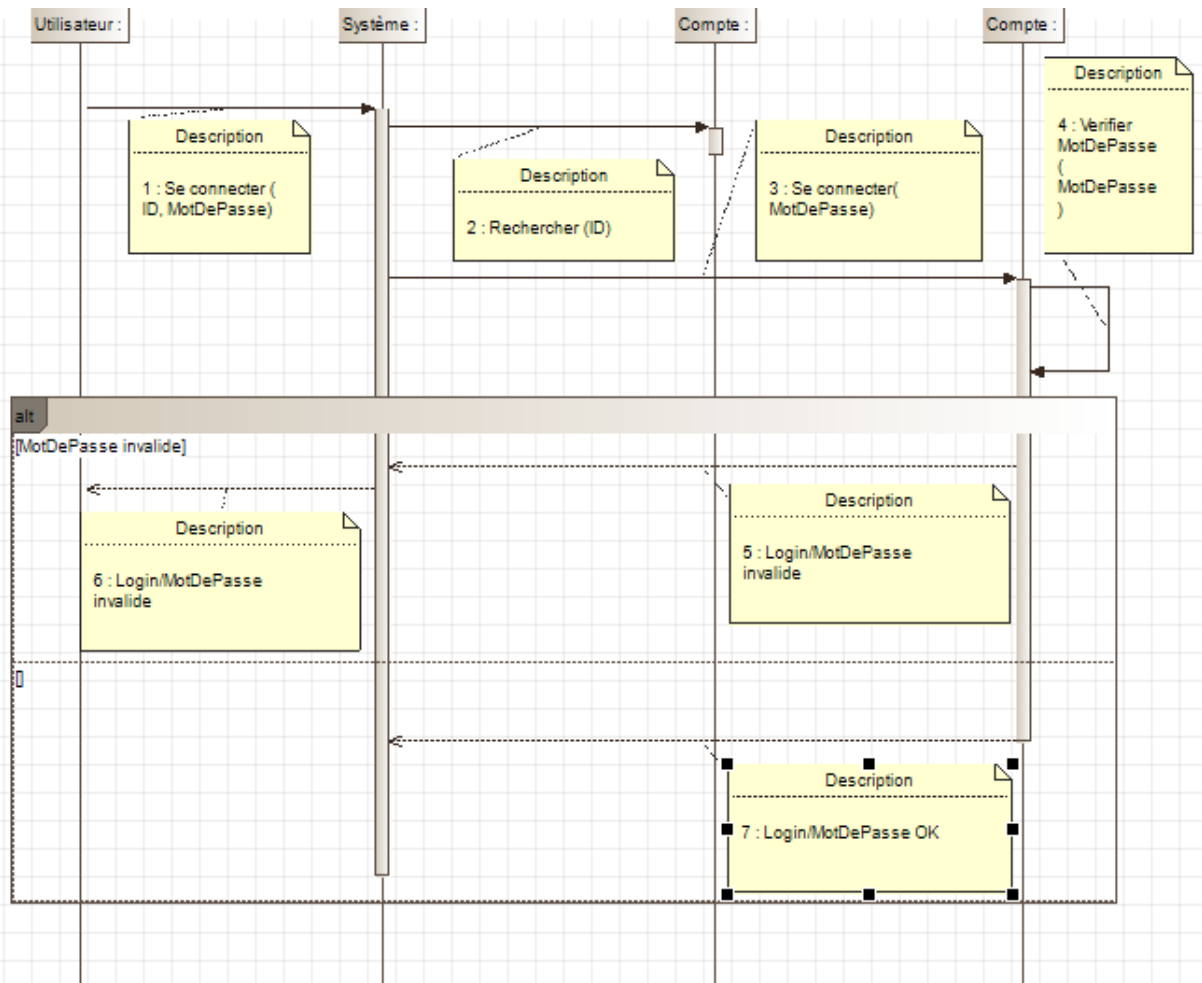 Utilisateur :
Système :
Compte :
Compte :
Description
1 : Se connecter (
ID, MotDePasse)
Description
2 : Rechercher (ID)
Description
3 : Se connecter(
MotDePasse)
Description
4 : Verifier
MotDePasse
(
MotDePasse
)
alt
[MotDePasse invalide]
Description
5 : Login/MotDePasse
invalide
Description
6 : Login/MotDePasse
invalide
[]
Description
7 : Login/MotDePasse OK